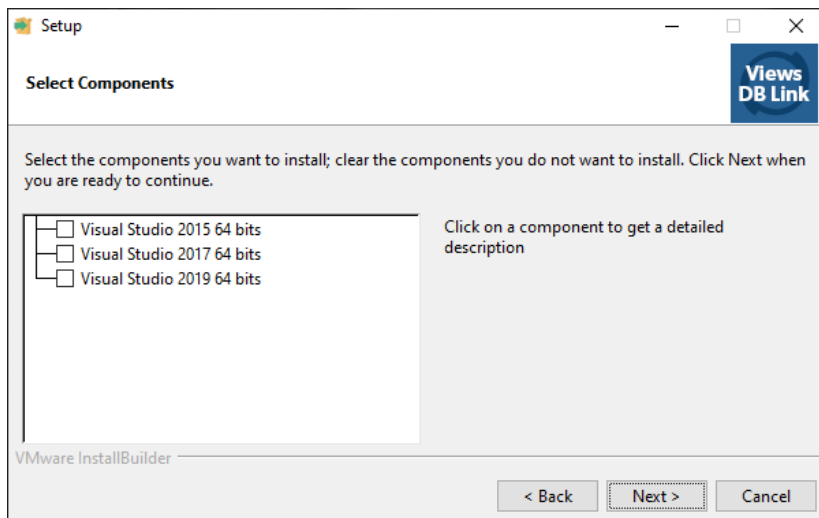 Setup
Select Components
Views
DB Link
Select the components you want to install; clear the components you do not want to install. Click Next when
you are ready to continue.
Visual Studio 2015 64 bits
Visual Studio 2017 64 bits
Visual Studio 2019 64 bits
Click on a component to get a detailed
description
VMware InstallBuilder
< Back
Next >
Cancel